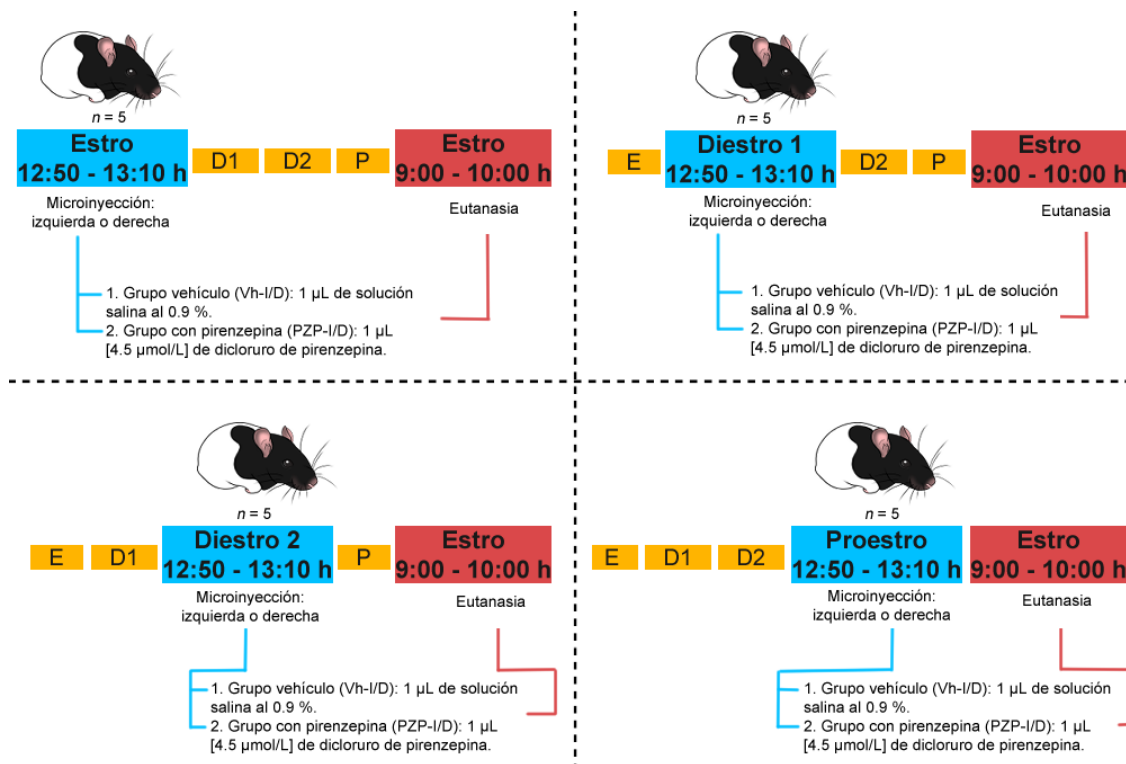 n = 5
Estro
12:50 - 13:10 h
D1
D2
P
Estro
9:00 - 10:00 h
Microinyección:
izquierda o derecha
Eutanasia
1. Grupo vehículo (Vh-I/D): 1 µL de solución
salina al 0.9 %.
2. Grupo con pirenzepina (PZP-I/D): 1 µL
[4.5 µmol/L] de dicloruro de pirenzepina.
n = 5
E
Diestro 1
12:50 - 13:10 h
D2
P
Estro
9:00 - 10:00 h
Microinyección:
izquierda o derecha
Eutanasia
1. Grupo vehículo (Vh-I/D): 1 µL de solución
salina al 0.9 %.
2. Grupo con pirenzepina (PZP-I/D): 1 µL
[4.5 µmol/L] de dicloruro de pirenzepina.
n = 5
E
D1
Diestro 2
12:50 - 13:10 h
P
Estro
9:00 - 10:00 h
Microinyección:
izquierda o derecha
Eutanasia
1. Grupo vehículo (Vh-I/D): 1 µL de solución
salina al 0.9 %.
2. Grupo con pirenzepina (PZP-I/D): 1 µL
[4.5 µmol/L] de dicloruro de pirenzepina.
n = 5
E
D1
D2
Proestro
12:50 - 13:10 h
Estro
9:00 - 10:00 h
Microinyección:
izquierda o derecha
Eutanasia
1. Grupo vehículo (Vh-I/D): 1 µL de solución
salina al 0.9 %.
2. Grupo con pirenzepina (PZP-I/D): 1 µL
[4.5 µmol/L] de dicloruro de pirenzepina.